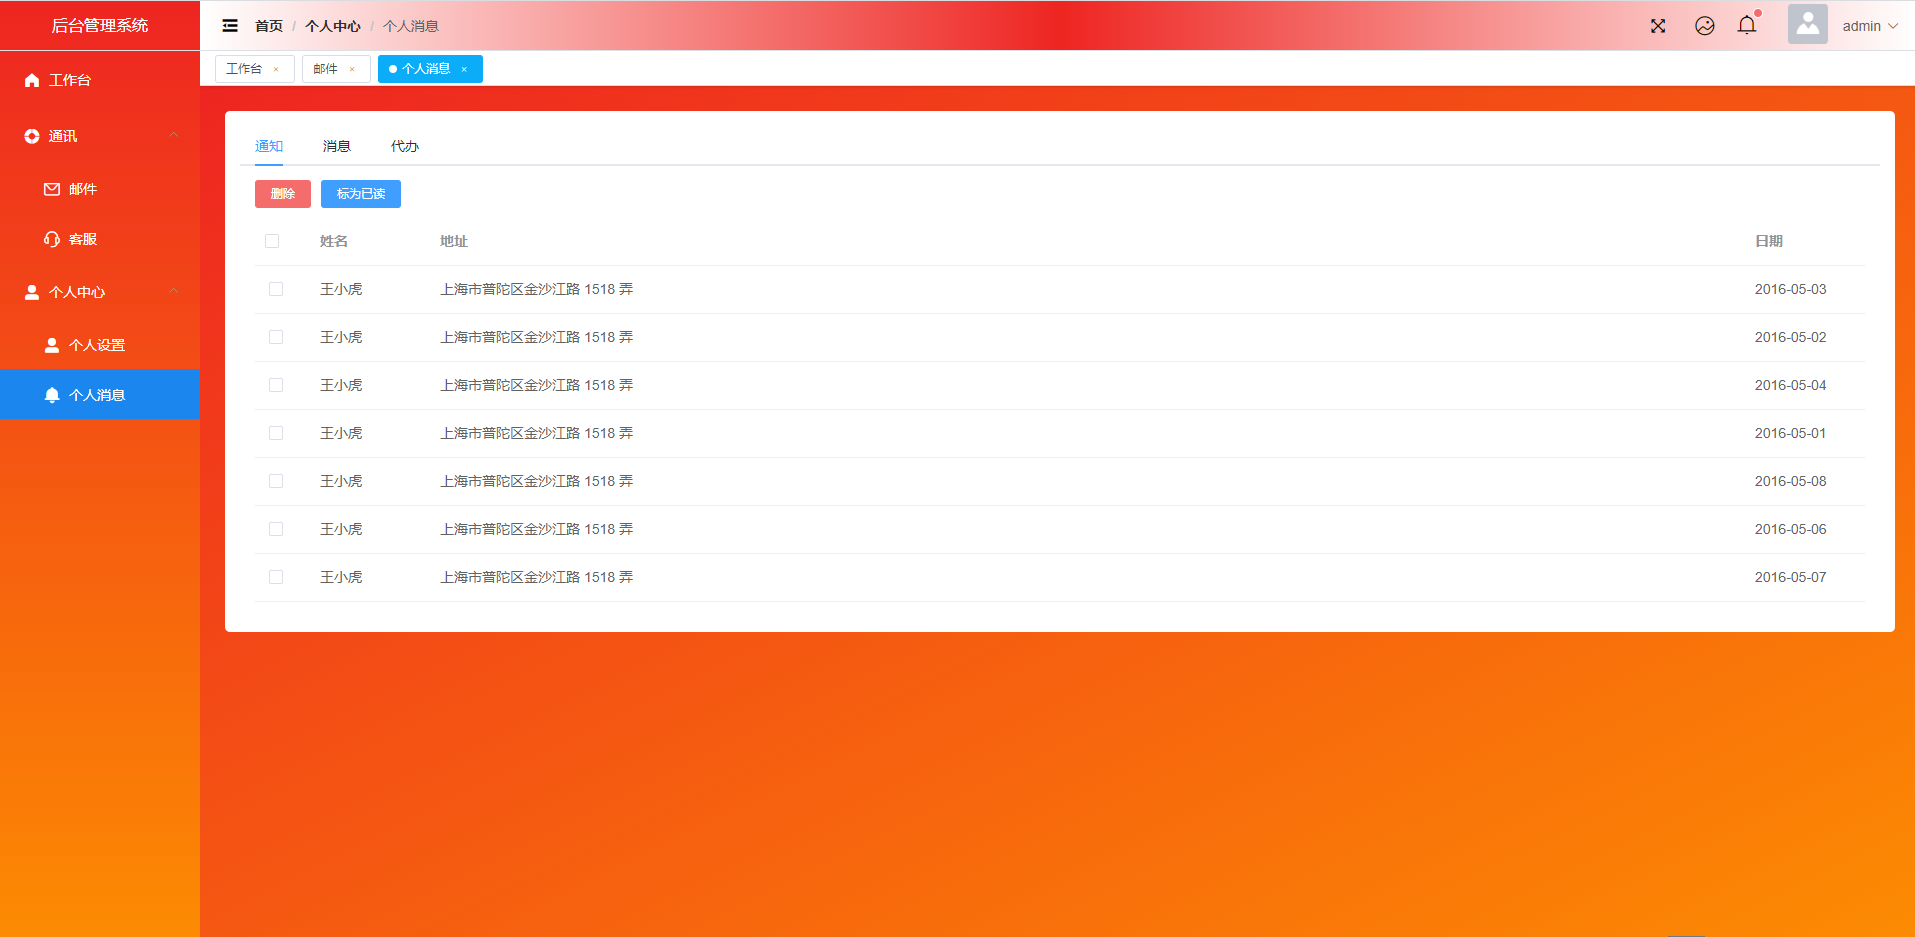 后台管理系统
首页 / 个人中心 / 个人消息
admin
工作台 ×
邮件 ×
个人消息 ×
工作台
通讯
邮件
客服
个人中心
个人设置
个人消息
通知 消息 代办
删除 标为已读
姓名 地址 日期
王小虎 上海市普陀区金沙江路 1518 弄 2016-05-03
王小虎 上海市普陀区金沙江路 1518 弄 2016-05-02
王小虎 上海市普陀区金沙江路 1518 弄 2016-05-04
王小虎 上海市普陀区金沙江路 1518 弄 2016-05-01
王小虎 上海市普陀区金沙江路 1518 弄 2016-05-08
王小虎 上海市普陀区金沙江路 1518 弄 2016-05-06
王小虎 上海市普陀区金沙江路 1518 弄 2016-05-07